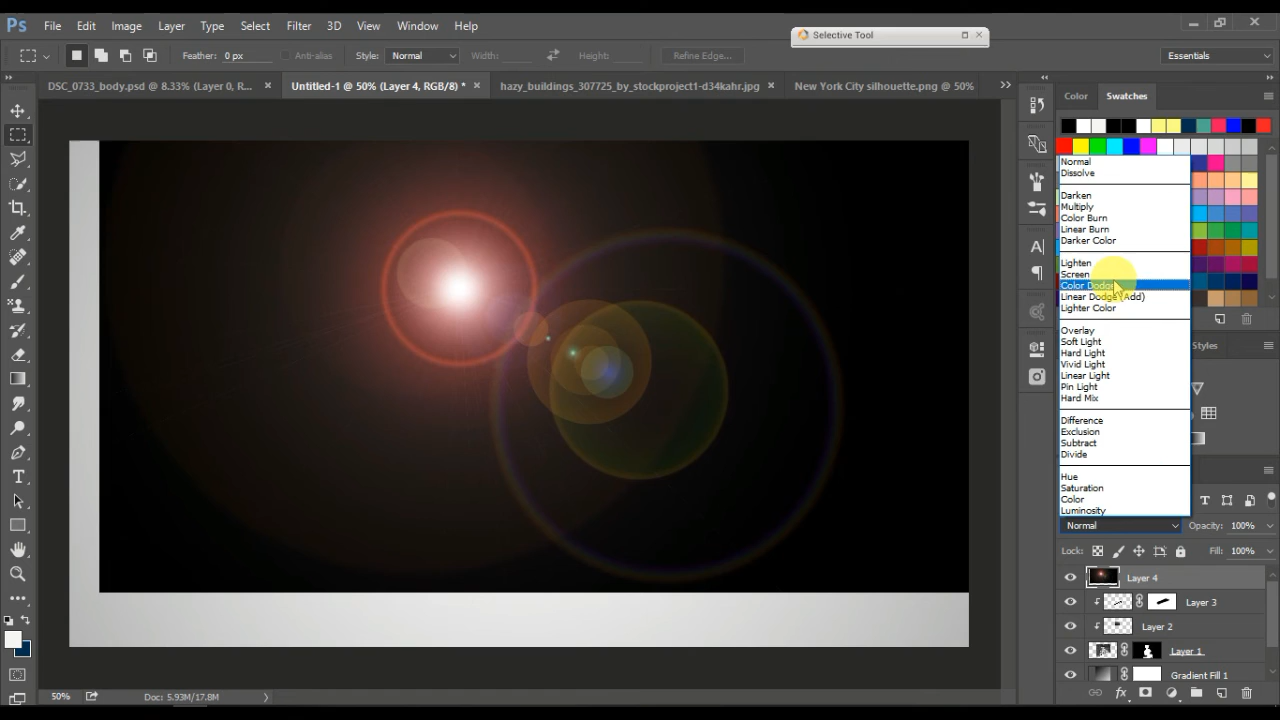 Ps File Edit Image Layer Type Select Filter 3D View Window Help
Selective Tool
Feather: 0 px Anti-alias Style: Normal Width: Height: Refine Edge... Essentials
DSC_0733_body.psd @ 8.33% (Layer 0, R... × Untitled-1 @ 50% (Layer 4, RGB/8) * × hazy_buildings_307725_by_stockproject1-d34kahr.jpg × New York City silhouette.png @ 50%
Color Swatches
Normal
Dissolve
Darken
Multiply
Color Burn
Linear Burn
Darker Color
Lighten
Screen
Color Dodge
Linear Dodge (Add)
Lighter Color
Styles
Overlay
Soft Light
Hard Light
Vivid Light
Linear Light
Pin Light
Hard Mix
Difference
Exclusion
Subtract
Divide
Hue
Saturation
Color
Luminosity
Normal Opacity: 100%
Lock: Fill: 100%
Layer 4
Layer 3
Layer 2
Layer 1
Gradient Fill 1
50% Doc: 5.93M/17.8M